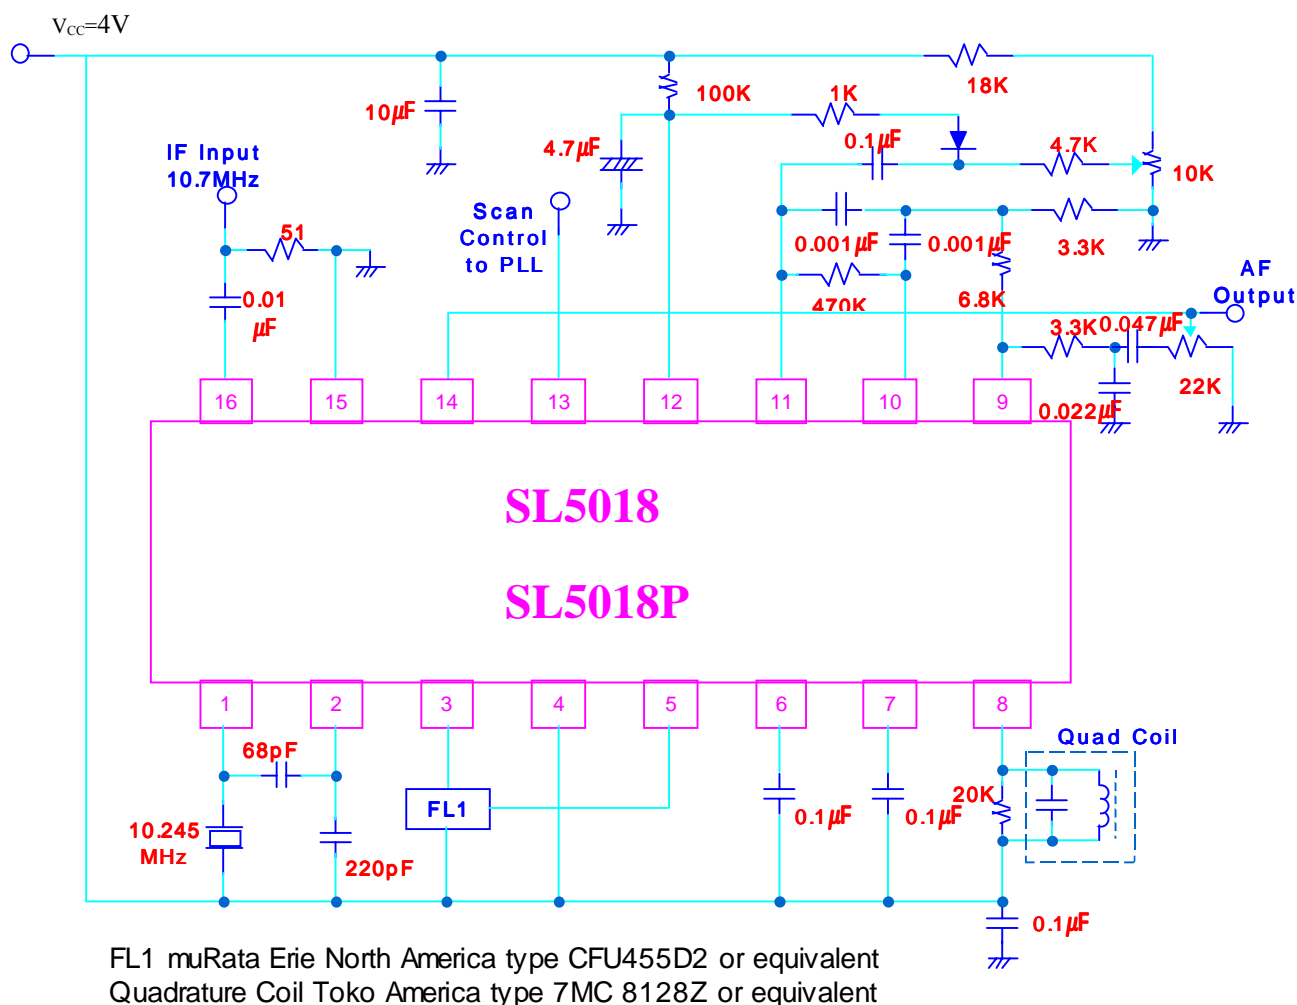 VCC=4V
18K
100K
1K
10µF
0.1µF
4.7µF
4.7K
IF Input
10.7MHz
10K
Scan
Control
to PLL
51
0.001µF
0.001µF
3.3K
AF
Output
0.01
µF
470K
6.8K
3.3K
0.047µF
22K
0.022µF
16
15
14
13
12
11
10
9
SL5018
SL5018P
1
2
3
4
5
6
7
8
68pF
Quad Coil
FL1
20K
0.1µF
0.1µF
10.245
MHz
220pF
0.1µF
FL1 muRata Erie North America type CFU455D2 or equivalent
Quadrature Coil Toko America type 7MC 8128Z or equivalent